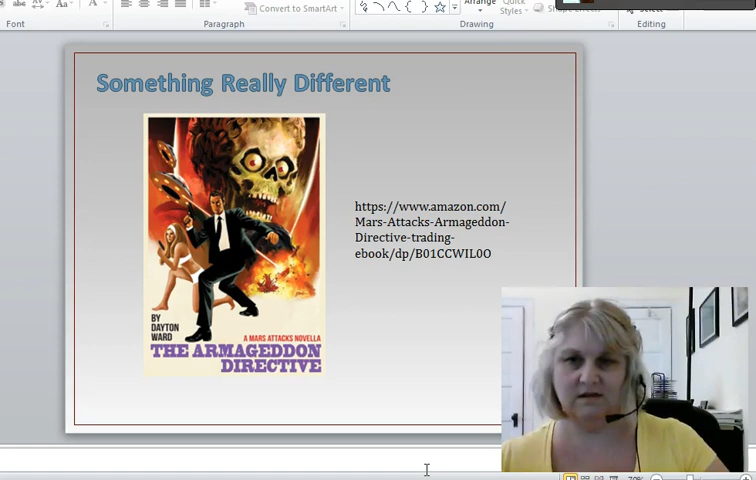 Aa
A
Convert to SmartArt
Arrange
Quick
Styles
Font
Paragraph
Drawing
Editing
Something Really Different
https://www.amazon.com/
Mars-Attacks-Armageddon-
Directive-trading-
ebook/dp/B01CCWIL0O
BY
DAYTON
WARD
A MARS ATTACKS NOVELLA
THE ARMAGEDDON
DIRECTIVE